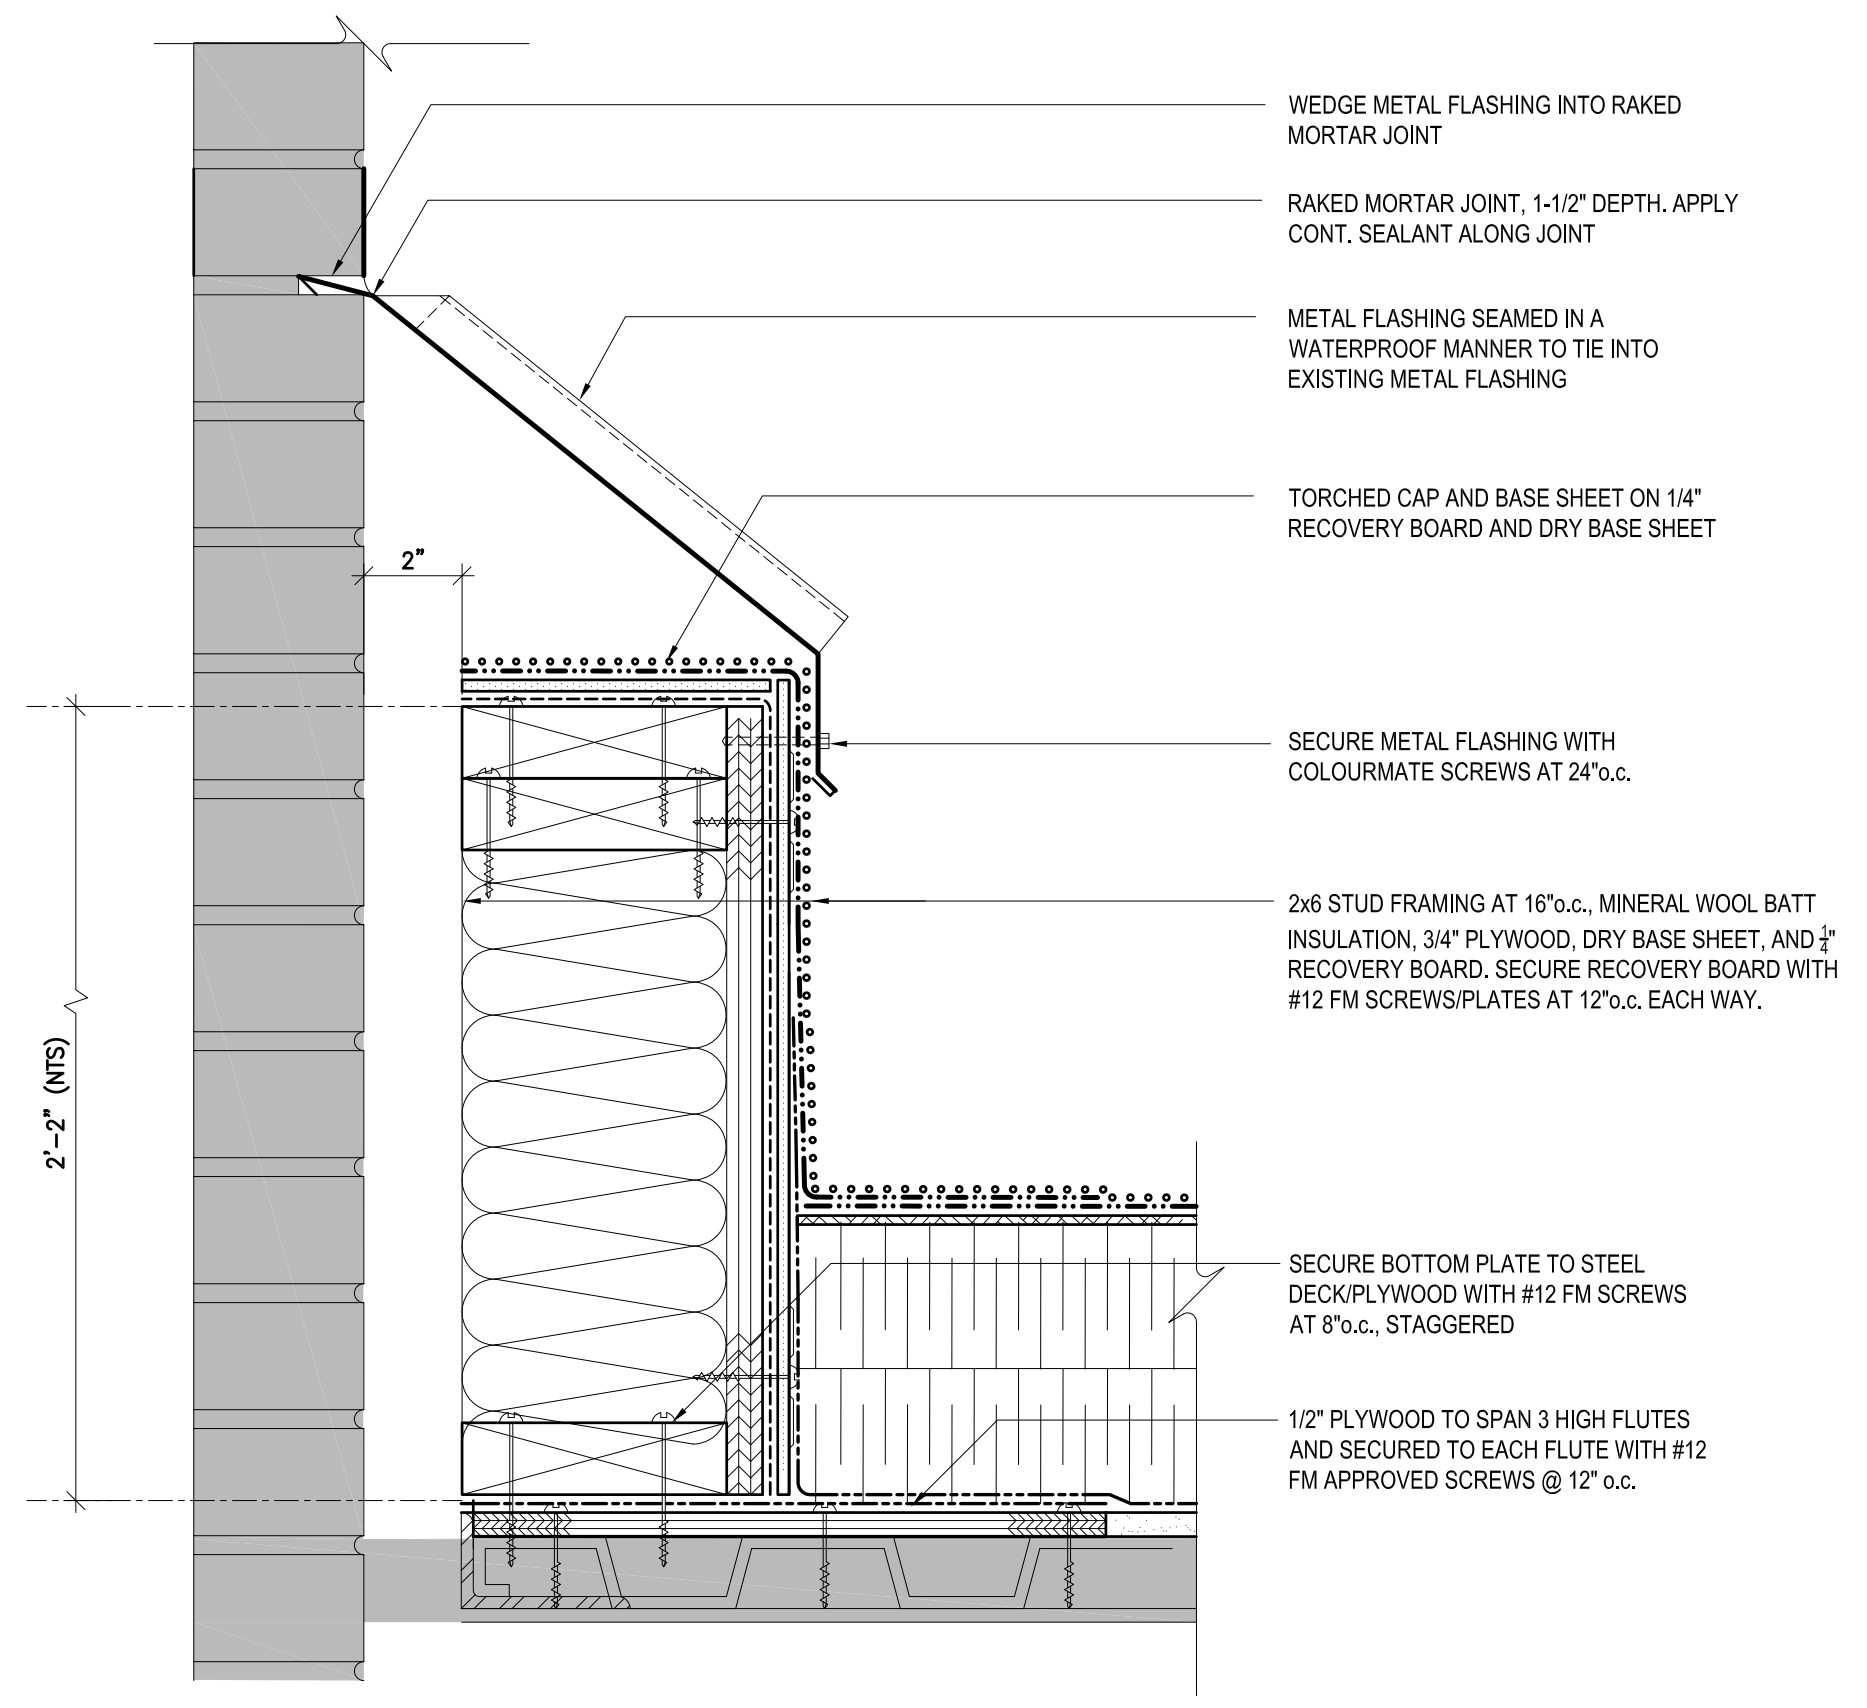 WEDGE METAL FLASHING INTO RAKED
MORTAR JOINT
RAKED MORTAR JOINT, 1-1/2" DEPTH. APPLY
CONT. SEALANT ALONG JOINT
METAL FLASHING SEAMED IN A
WATERPROOF MANNER TO TIE INTO
EXISTING METAL FLASHING
TORCHED CAP AND BASE SHEET ON 1/4"
RECOVERY BOARD AND DRY BASE SHEET
2"
SECURE METAL FLASHING WITH
COLOURMATE SCREWS AT 24"o.c.
2x6 STUD FRAMING AT 16"o.c., MINERAL WOOL BATT
INSULATION, 3/4" PLYWOOD, DRY BASE SHEET, AND 1/4"
RECOVERY BOARD. SECURE RECOVERY BOARD WITH
#12 FM SCREWS/PLATES AT 12"o.c. EACH WAY.
2'-2" (NTS)
SECURE BOTTOM PLATE TO STEEL
DECK/PLYWOOD WITH #12 FM SCREWS
AT 8"o.c., STAGGERED
1/2" PLYWOOD TO SPAN 3 HIGH FLUTES
AND SECURED TO EACH FLUTE WITH #12
FM APPROVED SCREWS @ 12" o.c.